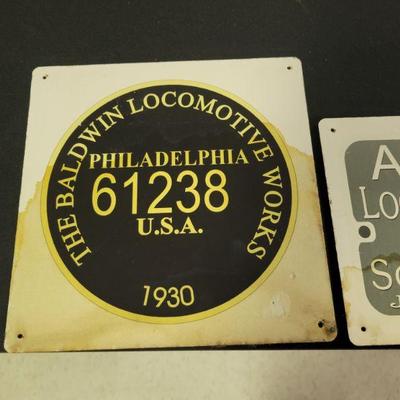 THE BALDWIN LOCOMOTIVE WORKS
PHILADELPHIA
61238
U.S.A.
1930